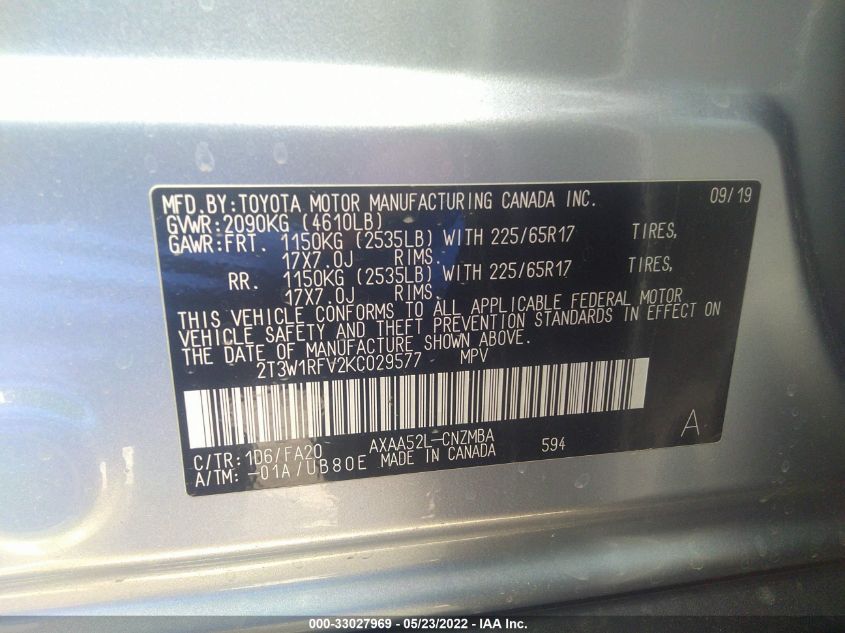 MFD.BY:TOYOTA MOTOR MANUFACTURING CANADA INC. 09/19
GVWR:2090KG (4610LB)
GAWR:FRT. 1150KG (2535LB) WITH 225/65R17 TIRES,
17X7.0J RIMS.
RR. 1150KG (2535LB) WITH 225/65R17 TIRES,
17X7.0J RIMS.
THIS VEHICLE CONFORMS TO ALL APPLICABLE FEDERAL MOTOR
VEHICLE SAFETY AND THEFT PREVENTION STANDARDS IN EFFECT ON
THE DATE OF MANUFACTURE SHOWN ABOVE.
2T3W1RFV2KC029577 MPV
C/TR:1D6/FA20 AXAA52L-CNZMBA 594 A
A/TM:-01A/UB80E MADE IN CANADA
000-33027969 - 05/23/2022 - IAA Inc.